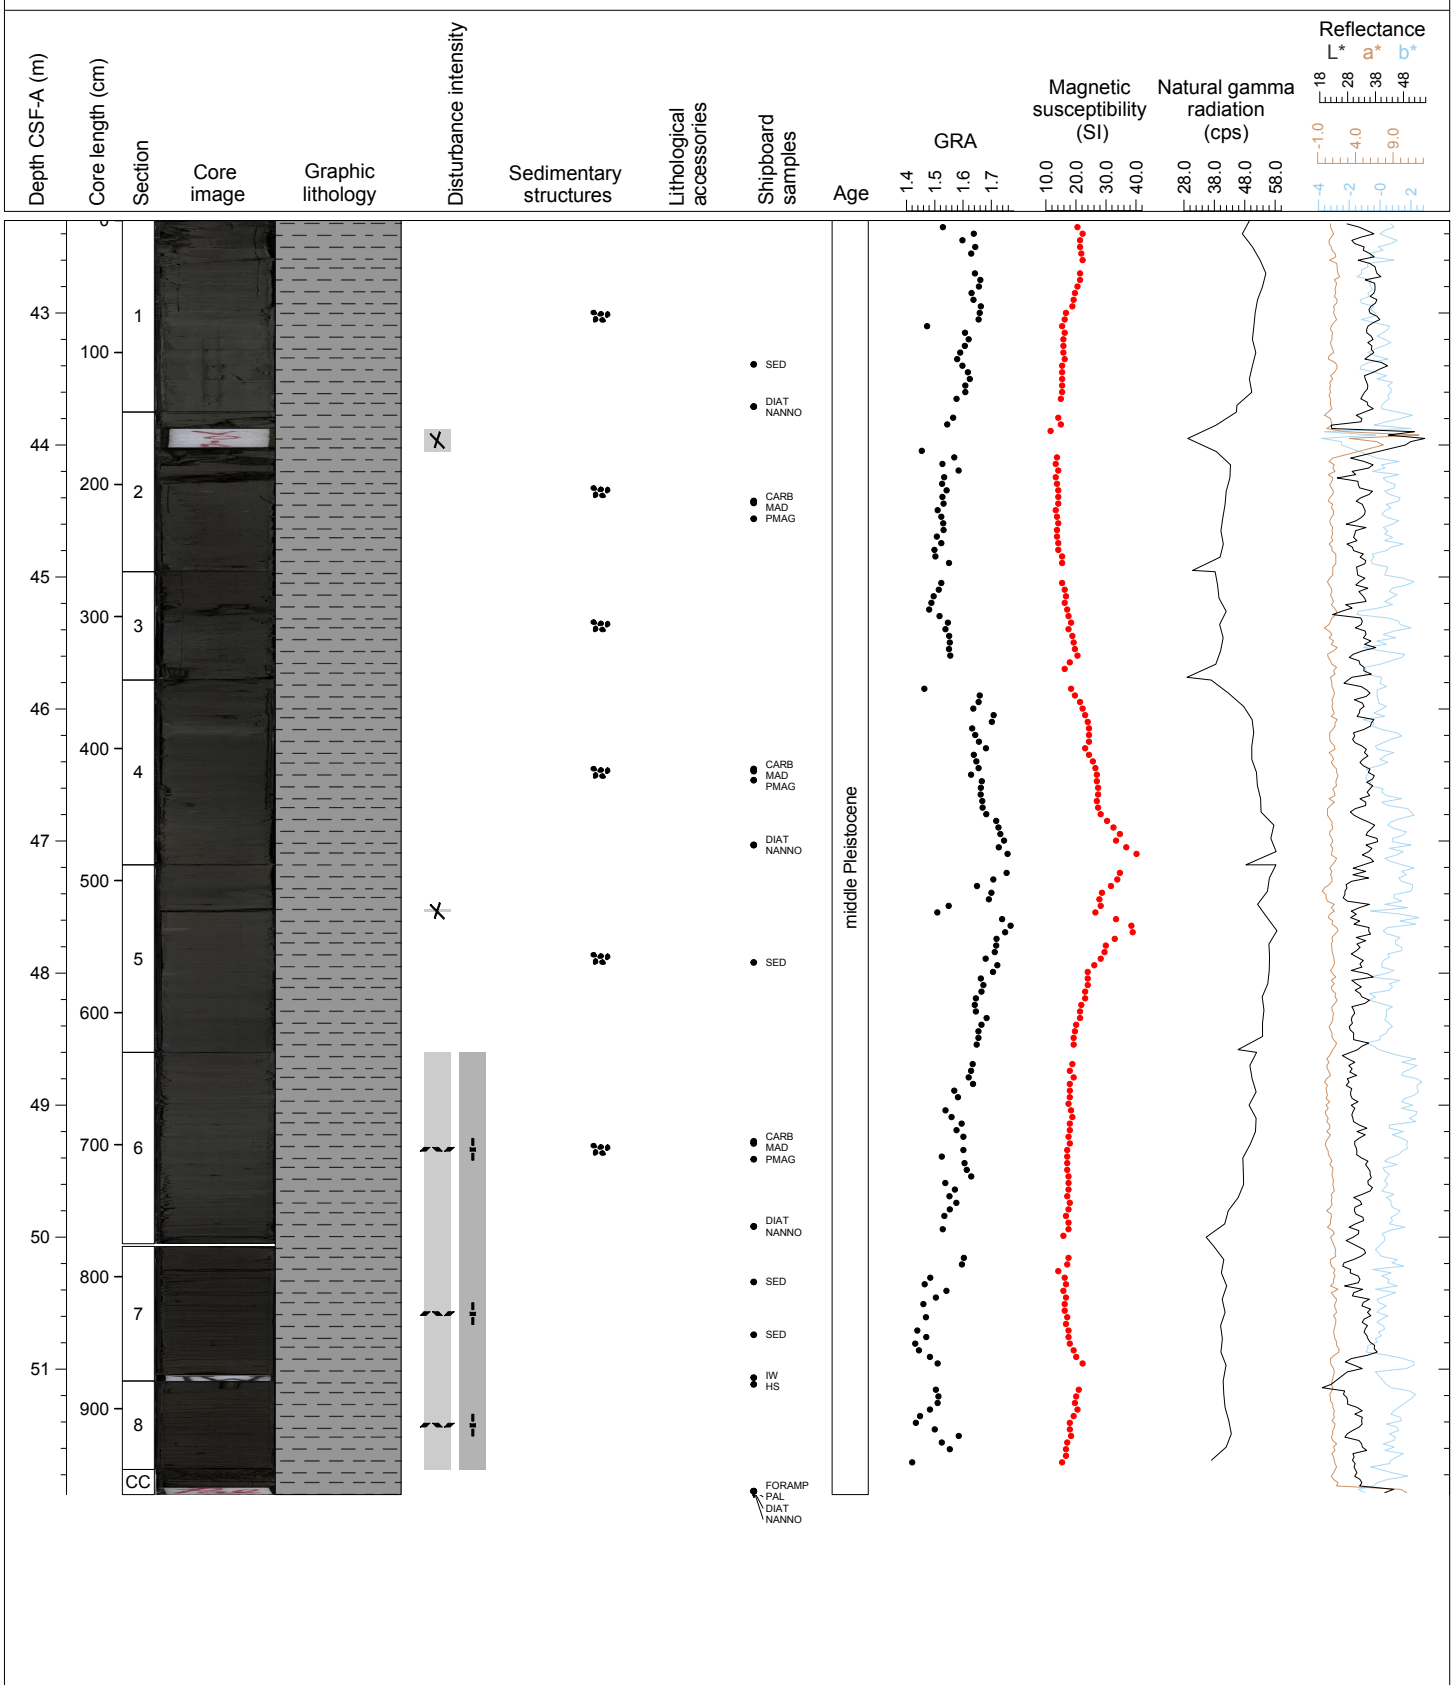 Depth CSF-A (m)
Core length (cm)
Section
Core
image
Graphic
lithology
Disturbance intensity
Sedimentary
structures
Lithological
accessories
Shipboard
samples
Age
GRA
1.4 1.5 1.6 1.7
Magnetic
susceptibility
(SI)
10.0 20.0 30.0 40.0
Natural gamma
radiation
(cps)
28.0 38.0 48.0 58.0
Reflectance
L* a* b*
18 28 38 48
-1.0 4.0 9.0
-4 -2 -0 2
0
43
1
100
SED
DIAT
NANNO
44
200
2
CARB
MAD
PMAG
45
300
3
46
400
4
CARB
MAD
PMAG
47
DIAT
NANNO
500
middle Pleistocene
5
48
SED
600
49
700
6
CARB
MAD
PMAG
50
DIAT
NANNO
800
SED
7
SED
51
IW
HS
900
8
CC
FORAMP
PAL
DIAT
NANNO